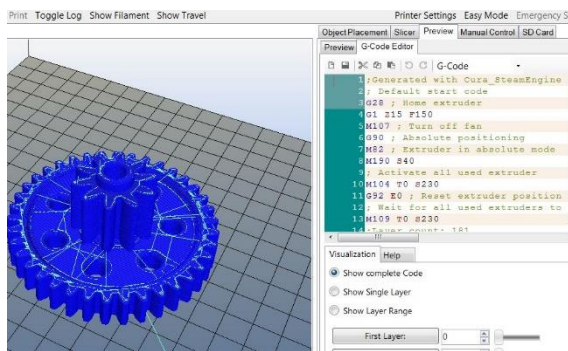 Print Toggle Log Show Filament Show Travel Printer Settings Easy Mode Emergency S
Object Placement Slicer Preview Manual Control SD Card
Preview G-Code Editor
G-Code
1 ;Generated with Cura_SteamEngine
2 ; Default start code
3 G28 ; Home extruder
4 G1 Z15 F150
5 M107 ; Turn off fan
6 G90 ; Absolute positioning
7 M82 ; Extruder in absolute mode
8 M190 S40
9 ; Activate all used extruder
10 M104 T0 S230
11 G92 E0 ; Reset extruder position
12 ; Wait for all used extruders to
13 M109 T0 S230
14 ;Layer count: 181
Visualization Help
Show complete Code
Show Single Layer
Show Layer Range
First Layer: 0